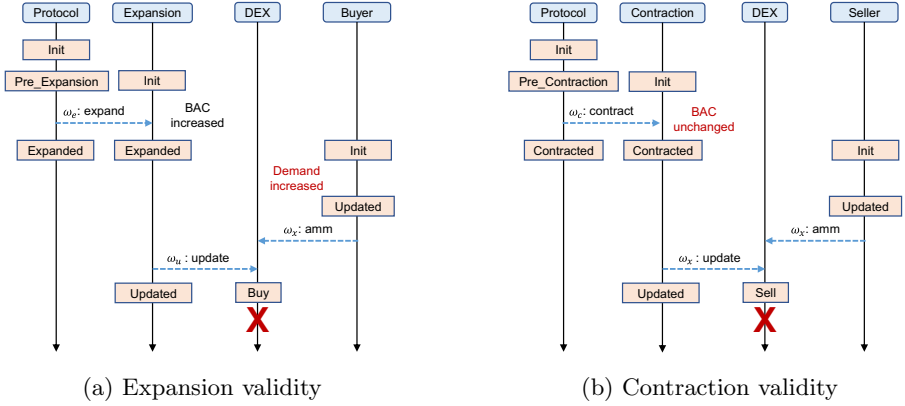 Protocol
Expansion
DEX
Buyer
Init
Pre_Expansion
Init
ωₑ: expand
BAC
increased
Expanded
Expanded
Init
Demand
increased
Updated
ωₓ: amm
ωᵤ : update
Updated
Buy
X
(a) Expansion validity
Protocol
Contraction
DEX
Seller
Init
Pre_Contraction
Init
ω꜀: contract
BAC
unchanged
Contracted
Contracted
Init
Updated
ωₓ: amm
ωₓ : update
Updated
Sell
X
(b) Contraction validity